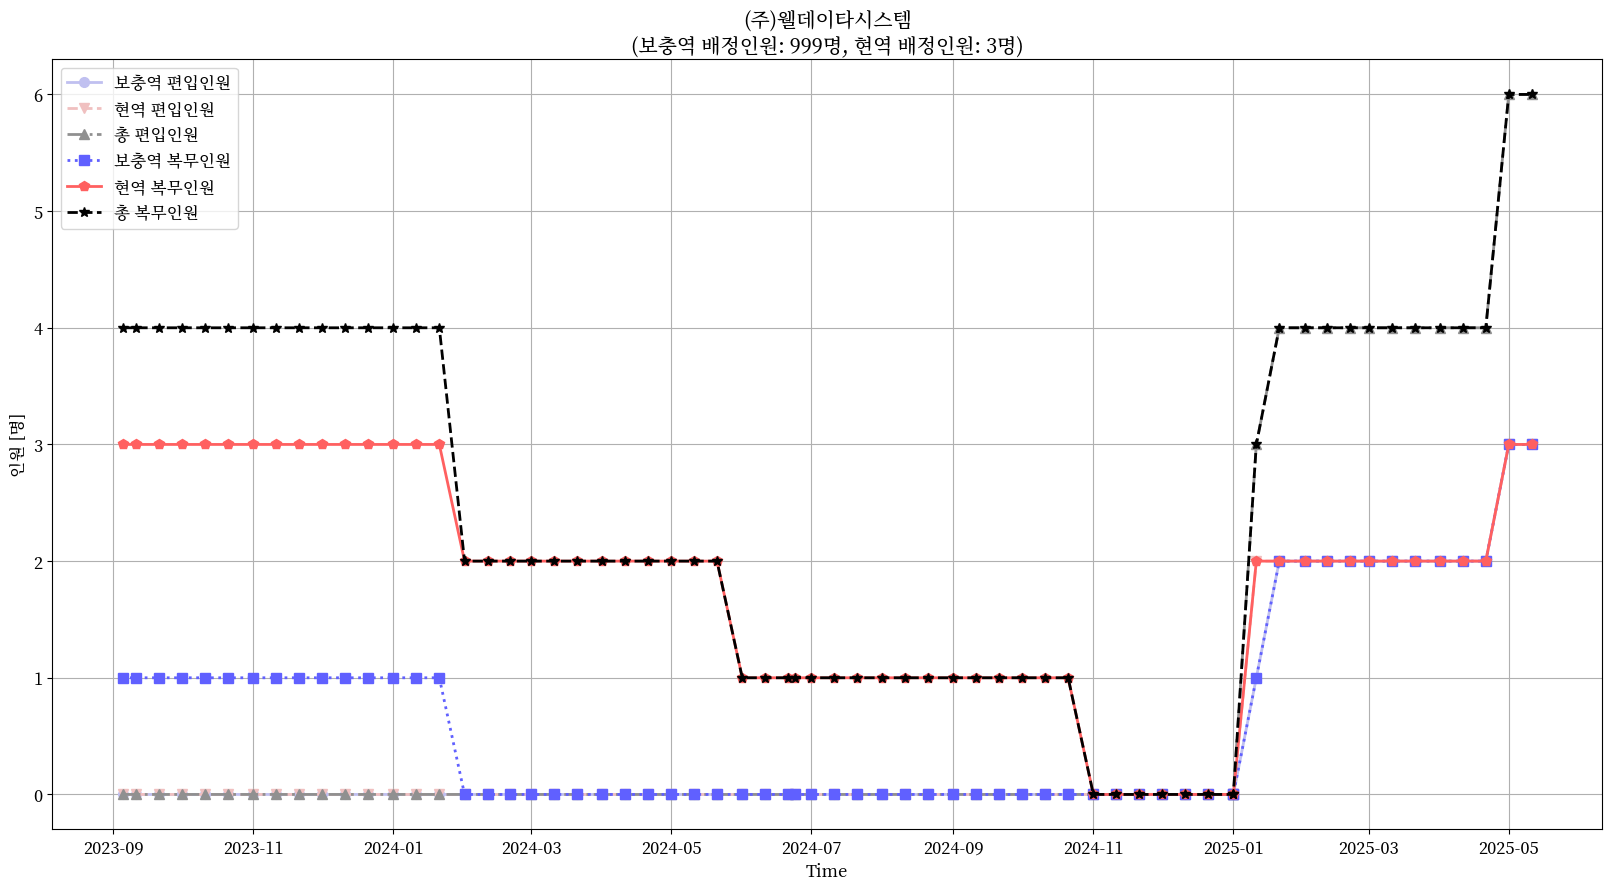 (주)웰데이타시스템
(보충역 배정인원: 999명, 현역 배정인원: 3명)
보충역 편입인원
현역 편입인원
총 편입인원
보충역 복무인원
현역 복무인원
총 복무인원
인원 [명]
6
5
4
3
2
1
0
2023-09
2023-11
2024-01
2024-03
2024-05
2024-07
2024-09
2024-11
2025-01
2025-03
2025-05
Time